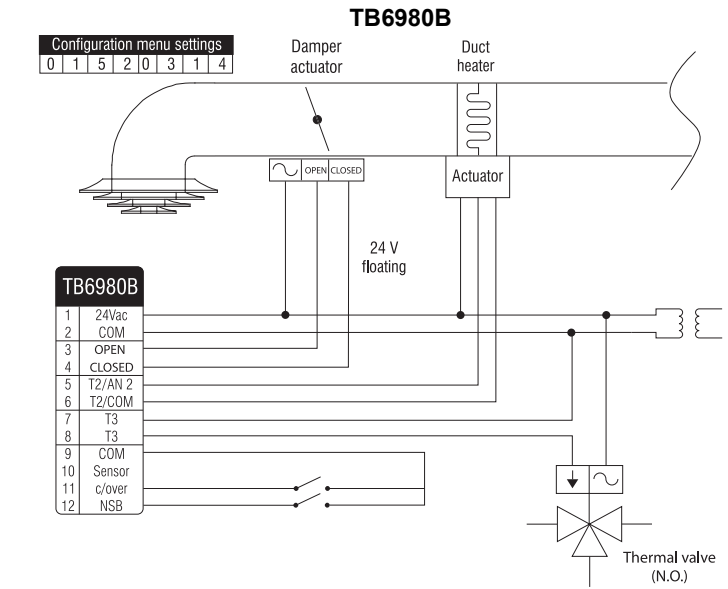 TB6980B
Configuration menu settings
0 1 5 2 0 3 1 4
Damper
actuator
Duct
heater
OPEN CLOSED
Actuator
24 V
floating
TB6980B
1 24Vac
2 COM
3 OPEN
4 CLOSED
5 T2/AN 2
6 T2/COM
7 T3
8 T3
9 COM
10 Sensor
11 c/over
12 NSB
Thermal valve
(N.O.)